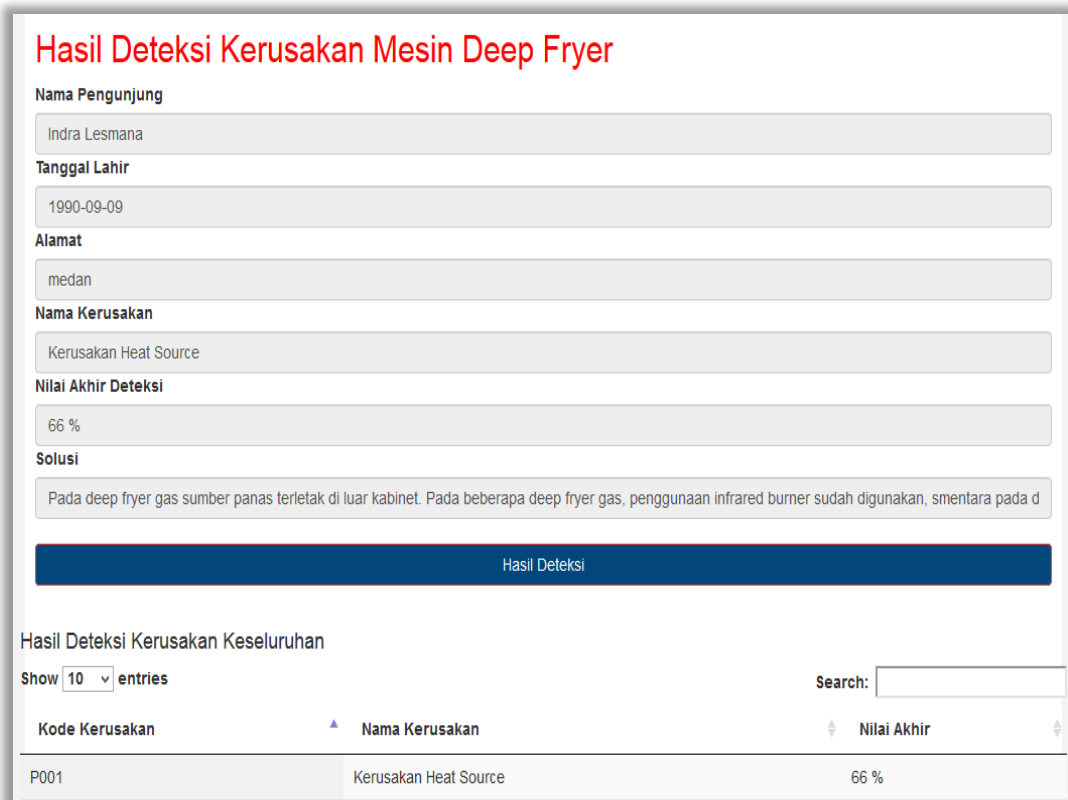 Hasil Deteksi Kerusakan Mesin Deep Fryer
Nama Pengunjung
Indra Lesmana
Tanggal Lahir
1990-09-09
Alamat
medan
Nama Kerusakan
Kerusakan Heat Source
Nilai Akhir Deteksi
66 %
Solusi
Pada deep fryer gas sumber panas terletak di luar kabinet. Pada beberapa deep fryer gas, penggunaan infrared burner sudah digunakan, smentara pada d
Hasil Deteksi
Hasil Deteksi Kerusakan Keseluruhan
Show 10 entries Search:
Kode Kerusakan Nama Kerusakan Nilai Akhir
P001 Kerusakan Heat Source 66 %